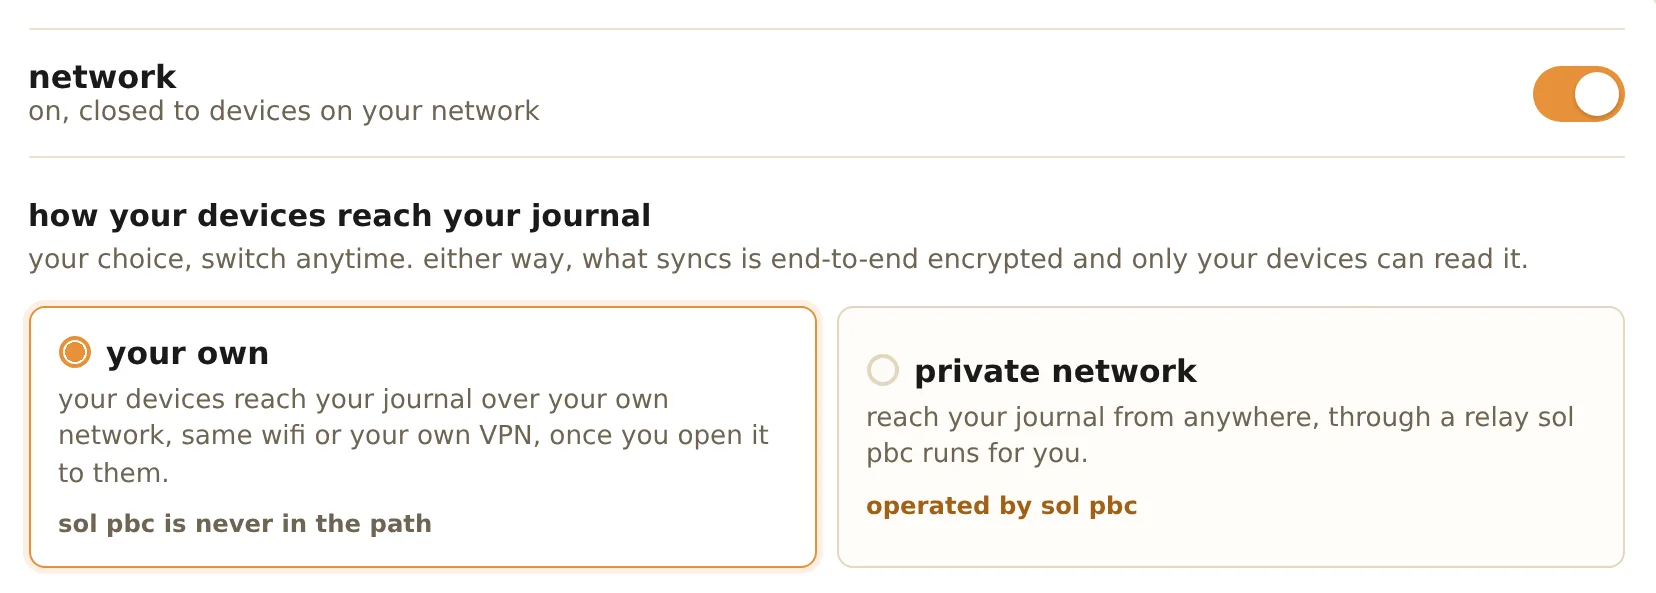 network
on, closed to devices on your network
how your devices reach your journal
your choice, switch anytime. either way, what syncs is end-to-end encrypted and only your devices can read it.
your own
your devices reach your journal over your own
network, same wifi or your own VPN, once you open it
to them.
sol pbc is never in the path
private network
reach your journal from anywhere, through a relay sol
pbc runs for you.
operated by sol pbc